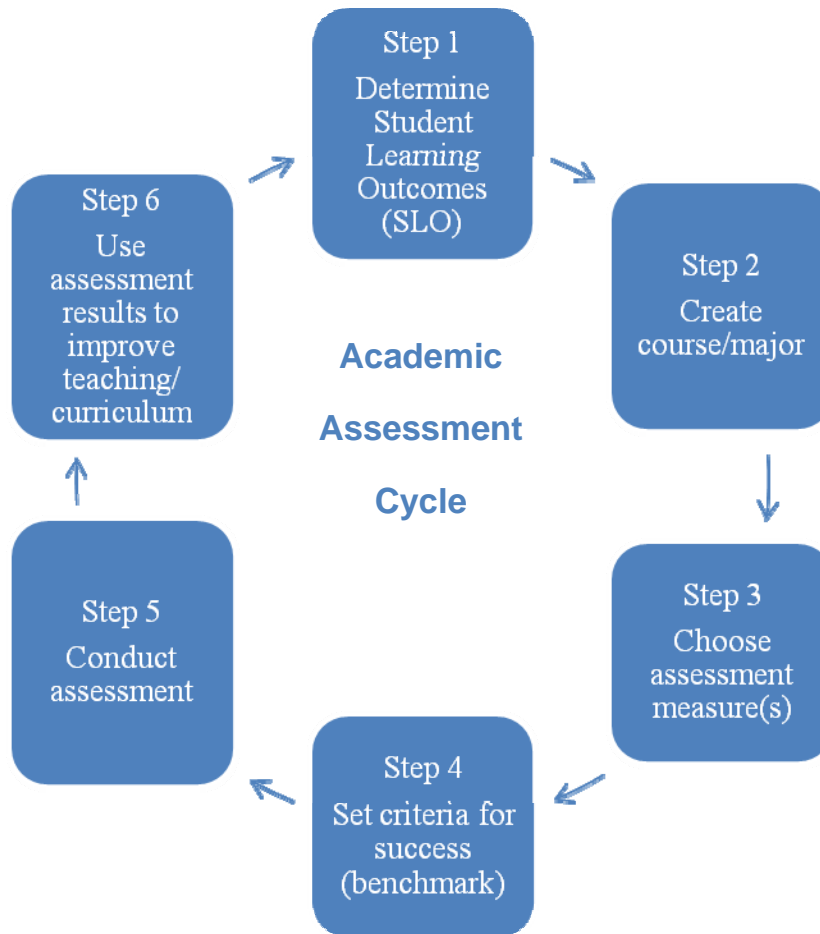 Step 1
Determine
Student
Learning
Outcomes
(SLO)
Step 2
Create
course/major
Step 3
Choose
assessment
measure(s)
Step 4
Set criteria for
success
(benchmark)
Step 5
Conduct
assessment
Step 6
Use
assessment
results to
improve
teaching/
curriculum
Academic
Assessment
Cycle